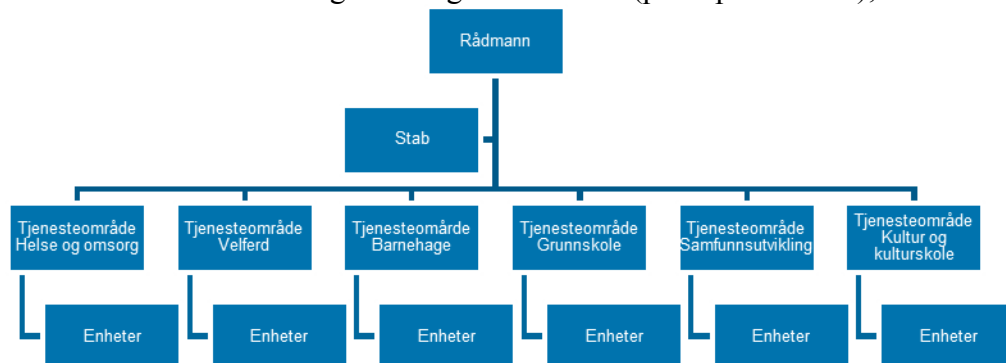 Rådmann
Stab
Tjenesteområde
Helse og omsorg
Tjenesteområde
Velferd
Tjenesteomårde
Barnehage
Tjenesteområde
Grunnskole
Tjenesteområde
Samfunnsutvikling
Tjenesteområde
Kultur og
kulturskole
Enheter
Enheter
Enheter
Enheter
Enheter
Enheter